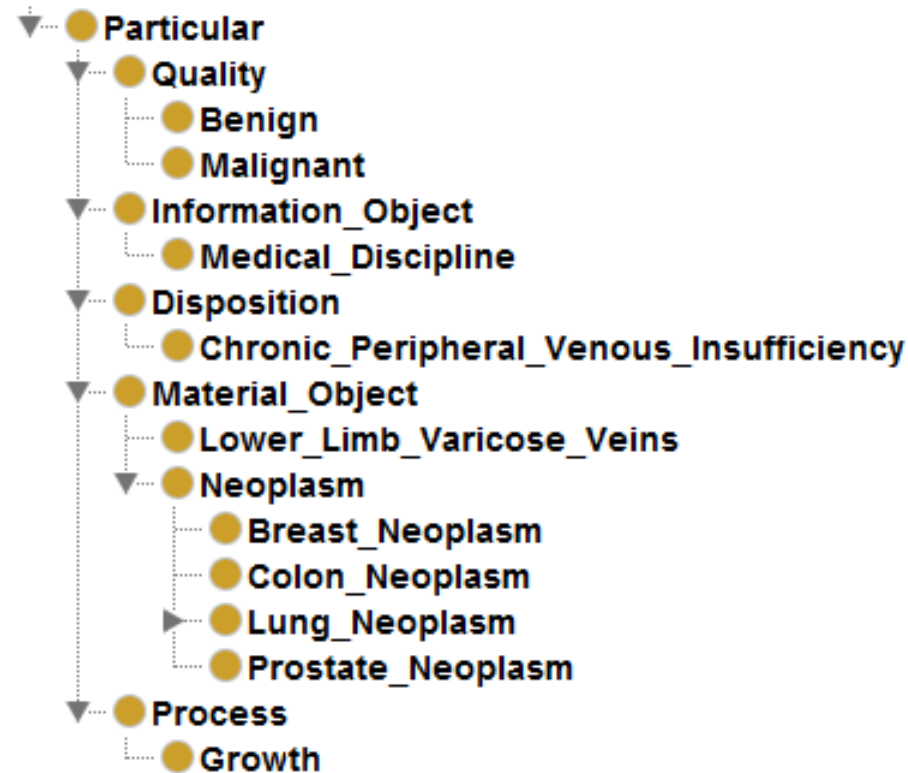 Particular
Quality
Benign
Malignant
Information_Object
Medical_Discipline
Disposition
Chronic_Peripheral_Venous_Insufficiency
Material_Object
Lower_Limb_Varicose_Veins
Neoplasm
Breast_Neoplasm
Colon_Neoplasm
Lung_Neoplasm
Prostate_Neoplasm
Process
Growth